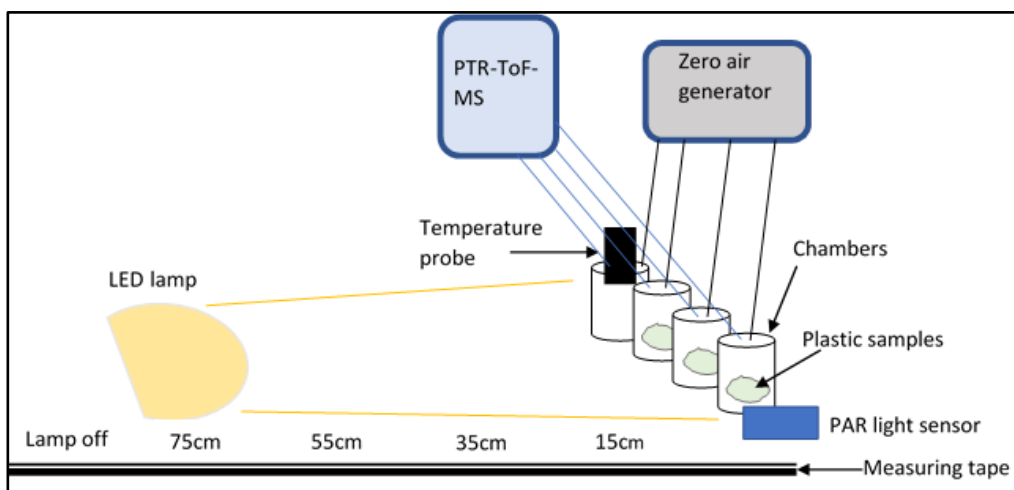 PTR-ToF-
MS
Zero air
generator
Temperature
probe
Chambers
LED lamp
Plastic samples
PAR light sensor
Lamp off 75cm 55cm 35cm 15cm
Measuring tape